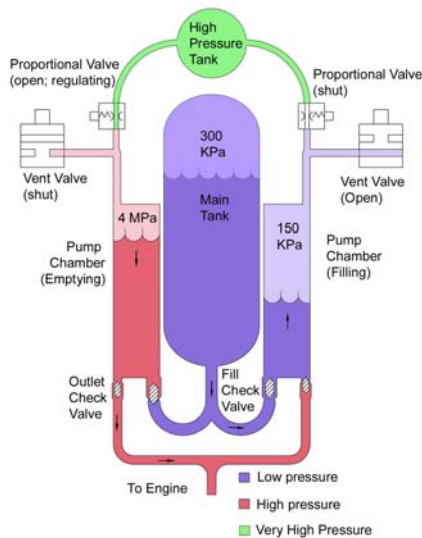 High
Pressure
Tank
Proportional Valve
(open; regulating)
Proportional Valve
(shut)
300
KPa
Main
Tank
Vent Valve
(shut)
Vent Valve
(Open)
4 MPa
150
KPa
Pump
Chamber
(Emptying)
Pump
Chamber
(Filling)
Outlet
Check
Valve
Fill
Check
Valve
To Engine
Low pressure
High pressure
Very High Pressure